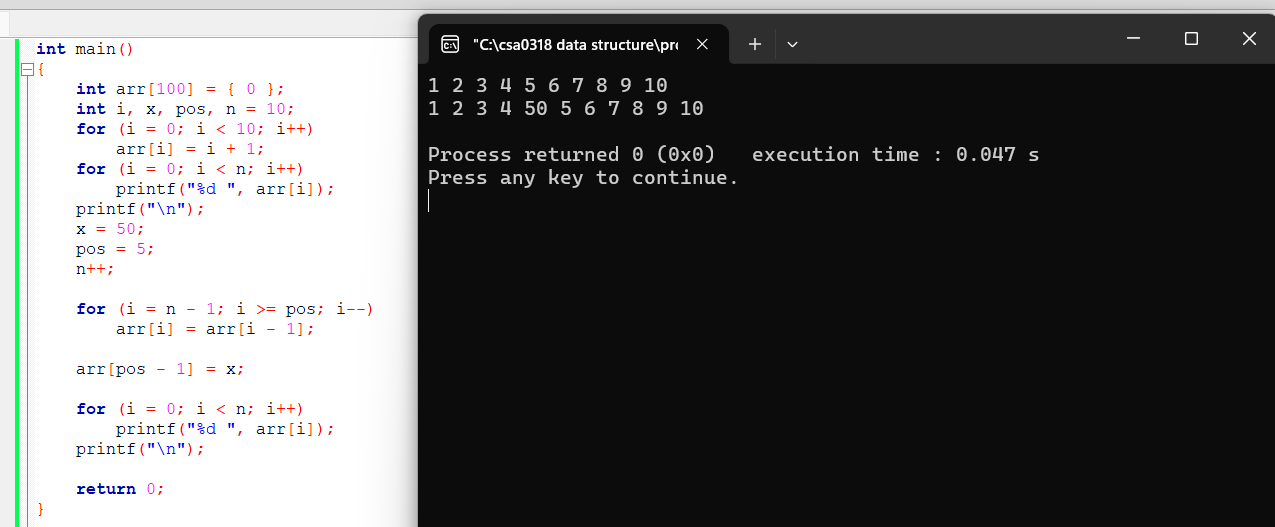 int main()
{
    int arr[100] = { 0 };
    int i, x, pos, n = 10;
    for (i = 0; i < 10; i++)
        arr[i] = i + 1;
    for (i = 0; i < n; i++)
        printf("%d ", arr[i]);
    printf("\n");
    x = 50;
    pos = 5;
    n++;
    for (i = n - 1; i >= pos; i--)
        arr[i] = arr[i - 1];
    arr[pos - 1] = x;
    for (i = 0; i < n; i++)
        printf("%d ", arr[i]);
    printf("\n");
    return 0;
}
"C:\csa0318 data structure\pr
1 2 3 4 5 6 7 8 9 10
1 2 3 4 50 5 6 7 8 9 10
Process returned 0 (0x0)   execution time : 0.047 s
Press any key to continue.